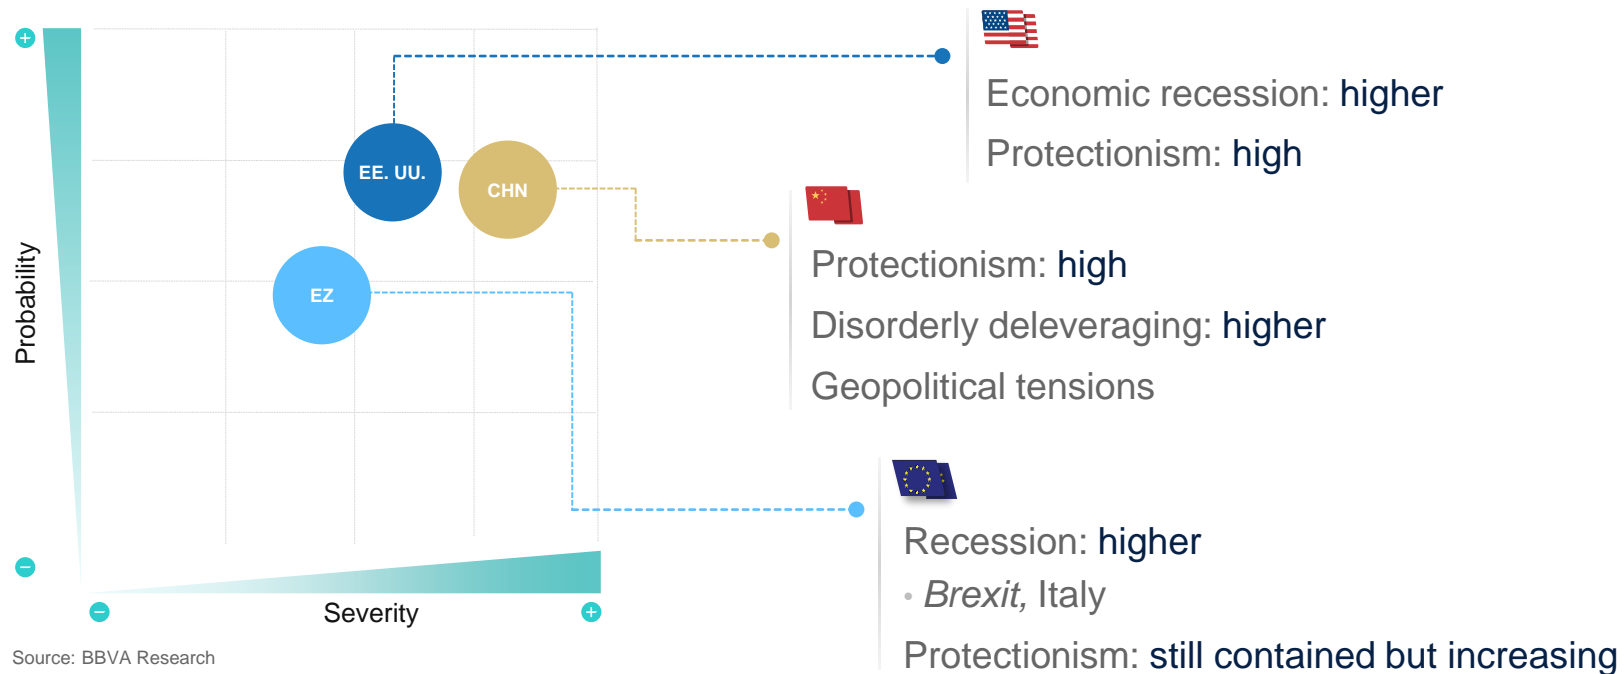 Economic recession: higher
Protectionism: high
EE. UU.
CHN
EZ
Probability
Protectionism: high
Disorderly deleveraging: higher
Geopolitical tensions
Recession: higher
• Brexit, Italy
Protectionism: still contained but increasing
Severity
Source: BBVA Research